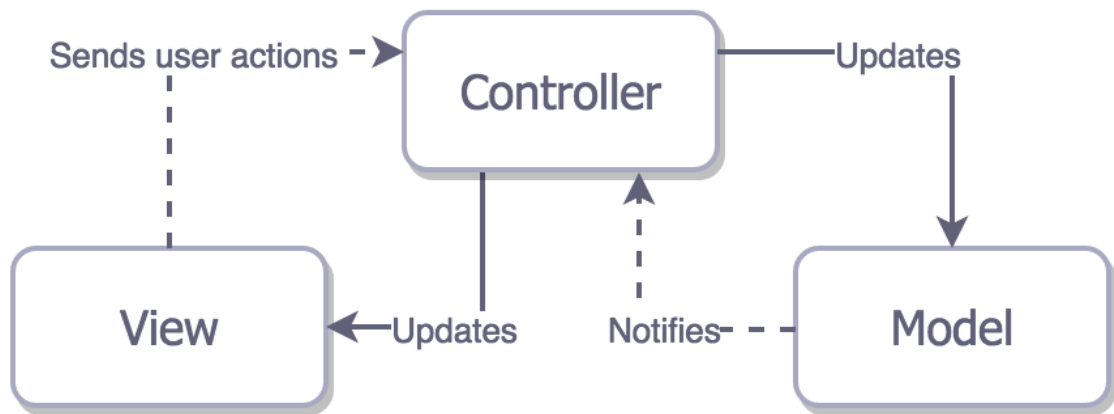 Sends user actions
Controller
Updates
View
Updates
Notifies
Model